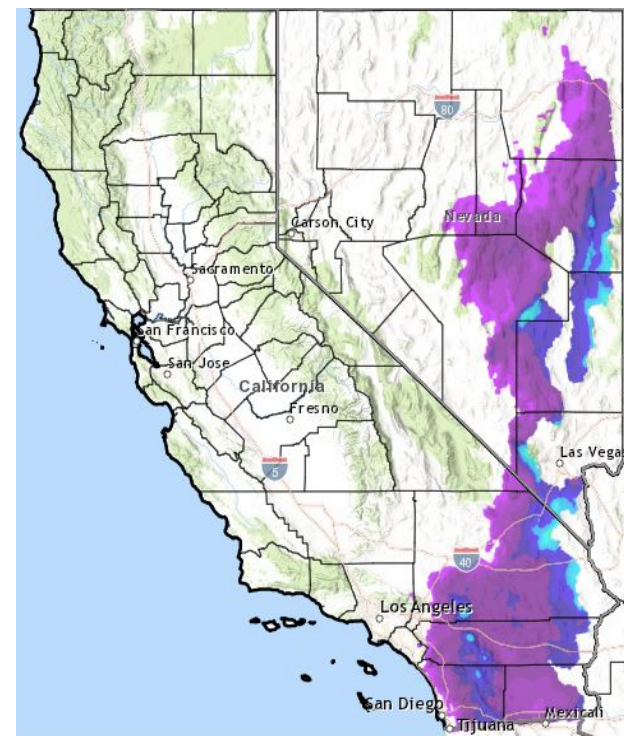 80
Nevada
Carson City
Sacramento
San Francisco
San Jose
California
Fresno
5
Las Vegas
40
Los Angeles
San Diego
Mexicali
Tijuana